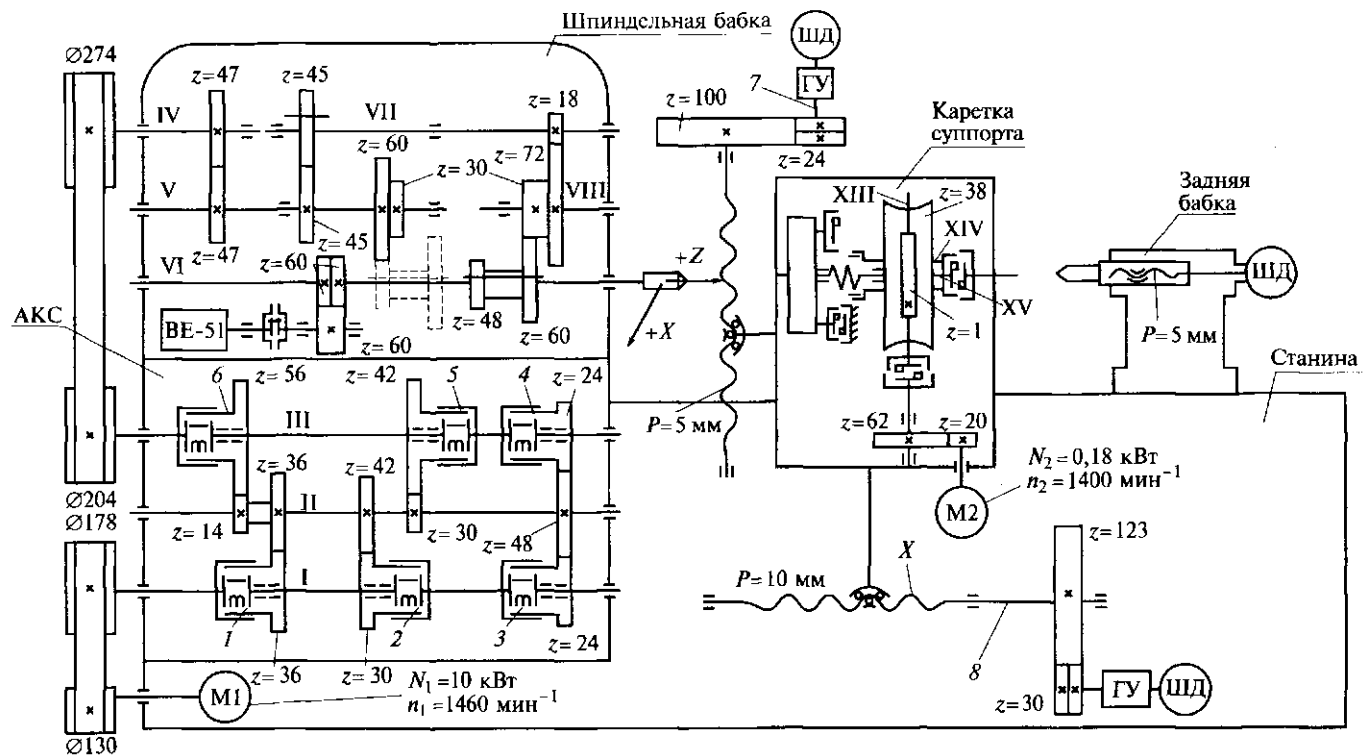 Шпиндельная бабка
ШД
ГУ
7
z=100
z=24
Ø274
z=47
z=45
z=18
IV
VII
z=60
z=72
z=30
V
VIII
z=47
z=45
VI
z=60
z=48
z=60
BE-51
z=60
АКС
+Z
+X
P=5 мм
Каретка
суппорта
XIII
z=38
XIV
XV
z=1
z=62
z=20
N₂=0,18 кВт
n₂=1400 мин⁻¹
М2
Задняя
бабка
ШД
P=5 мм
Станина
6
z=56
z=42
5
4
z=24
III
z=36
z=42
Ø204
Ø178
II
z=14
z=30
z=48
I
1
2
3
z=24
z=36
z=30
М1
N₁=10 кВт
n₁=1460 мин⁻¹
Ø130
P=10 мм
X
8
z=123
z=30
ГУ
ШД